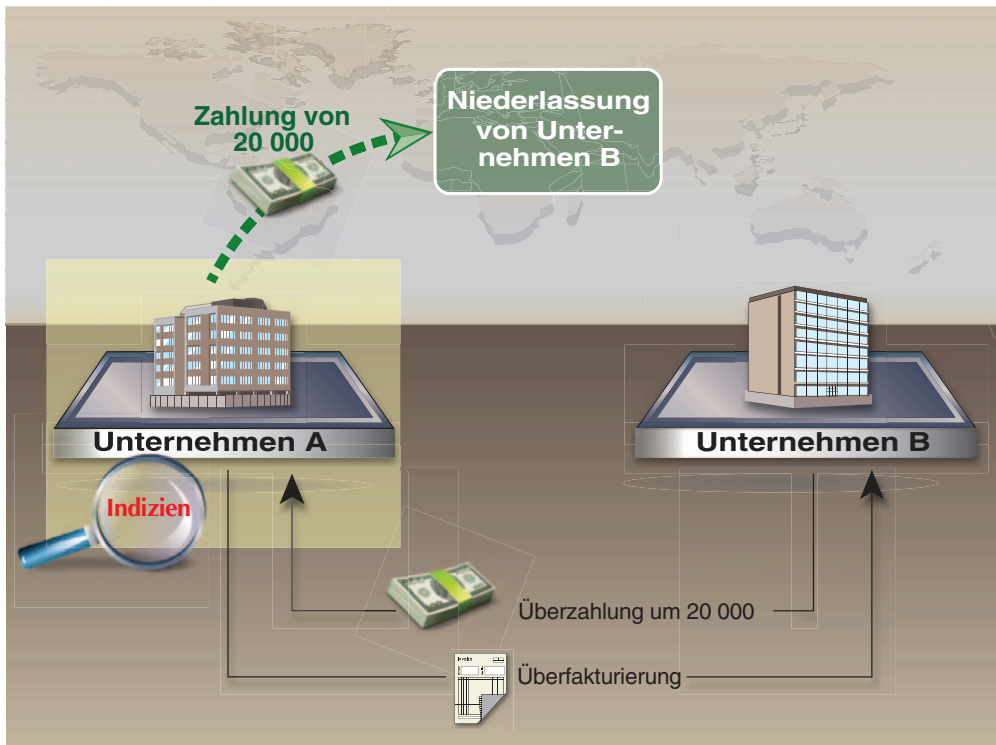 Zahlung von
20 000
Niederlassung
von Unter-
nehmen B
Unternehmen A
Unternehmen B
Indizien
Überzahlung um 20 000
Überfakturierung